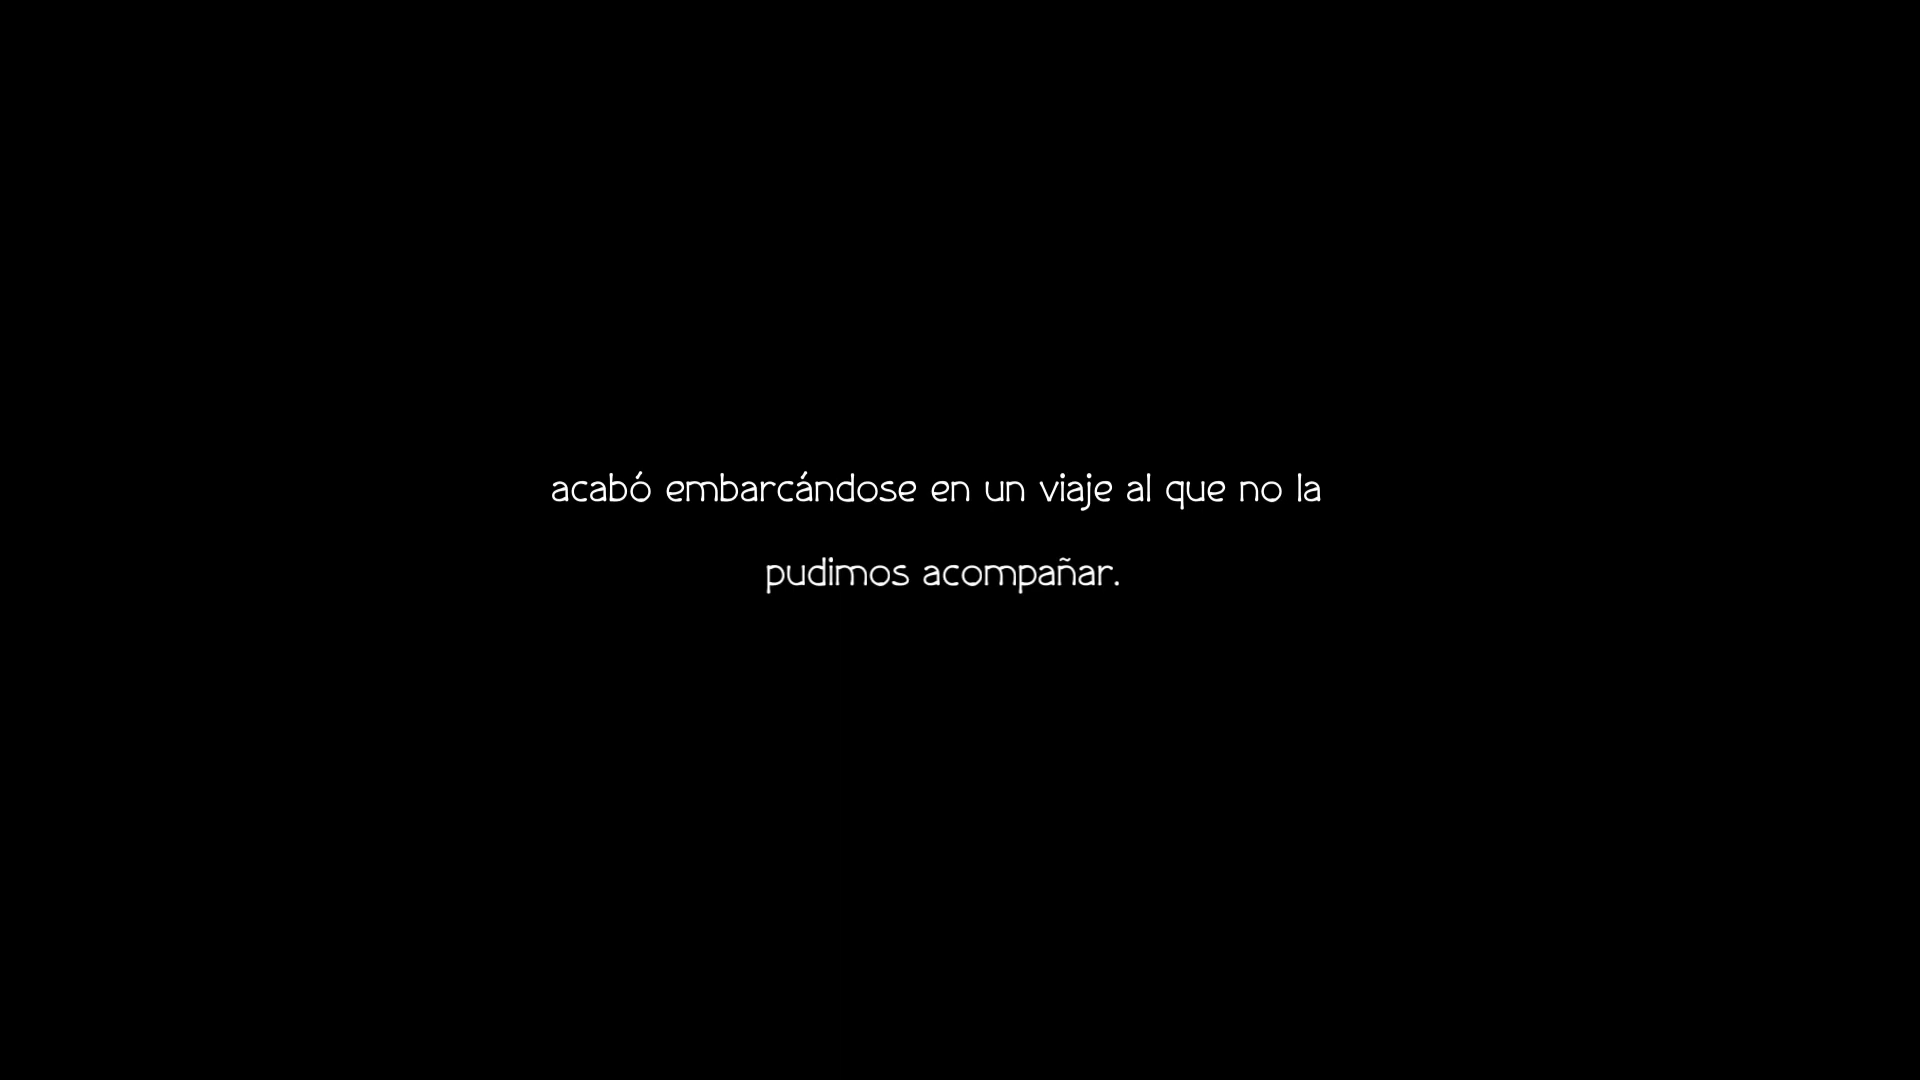 acabó embarcándose en un viaje al que no la
pudimos acompañar.